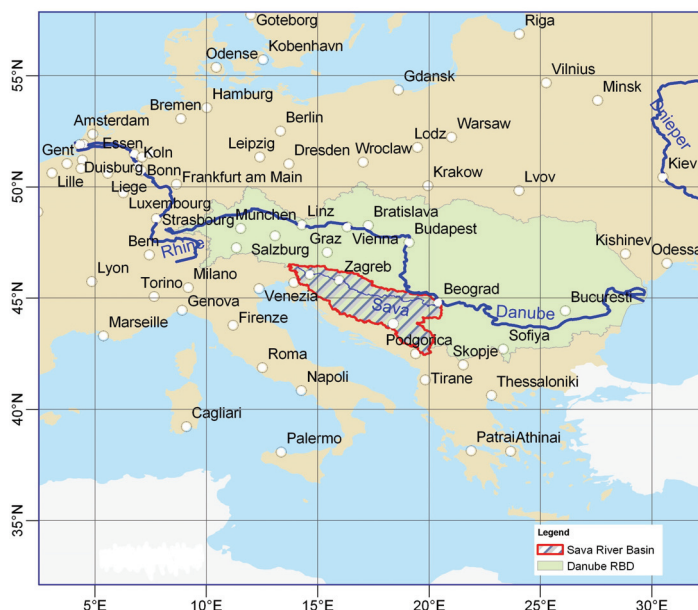 Goteborg
Riga
Kobenhavn
Odense
Vilnius
Gdansk
Minsk
Hamburg
Bremen
Dnieper
Amsterdam
Berlin
Essen
Leipzig
Wroclaw
Lodz
Warsaw
Gent
Koln
Dresden
Duisburg
Bonn
Kiev
Lille
Liege
Frankfurt am Main
Krakow
Lvov
Luxembourg
Strasbourg
München
Linz
Bratislava
Bern
Rhine
Vienna
Budapest
Salzburg
Graz
Kishinev
Odessa
Lyon
Milano
Zagreb
Torino
Venezia
Beograd
Genova
Sava
Danube
Bucuresti
Marseille
Firenze
Podgorica
Sofiya
Roma
Skopje
Tirane
Napoli
Thessaloniki
Cagliari
Palermo
Patrai
Athinai
55°N
50°N
45°N
40°N
35°N
Legend
Sava River Basin
Danube RBD
5°E
10°E
15°E
20°E
25°E
30°E